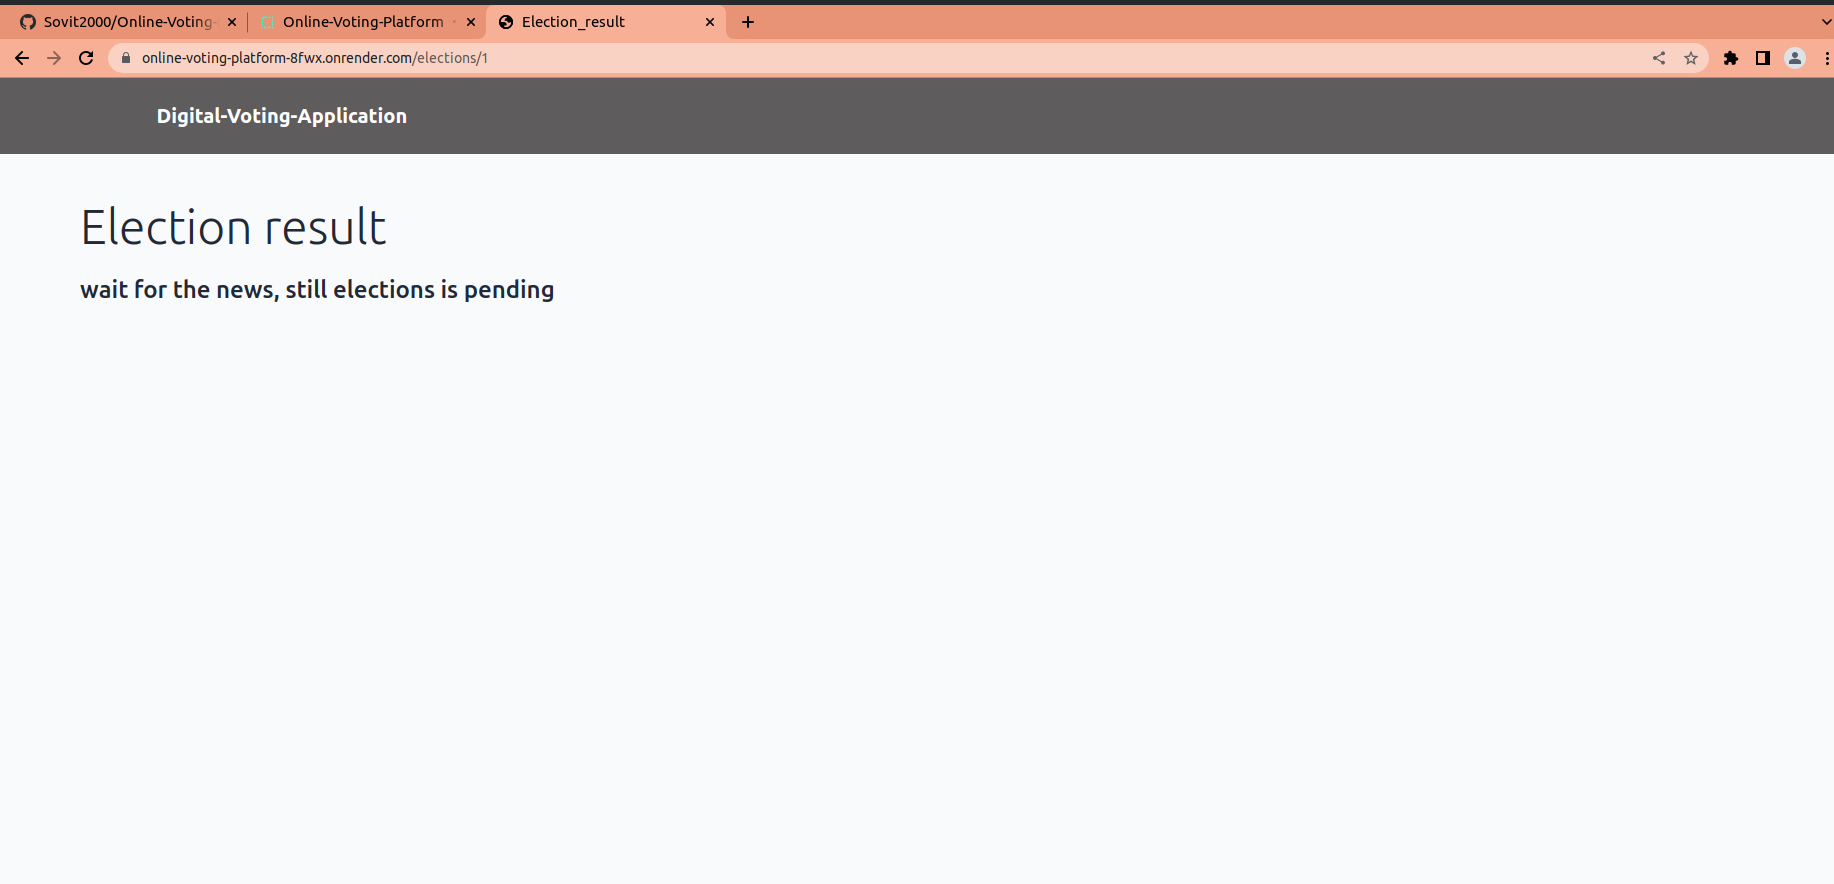 Sovit2000/Online-Voting-
Online-Voting-Platform
Election_result
online-voting-platform-8fwx.onrender.com/elections/1
Digital-Voting-Application
Election result
wait for the news, still elections is pending